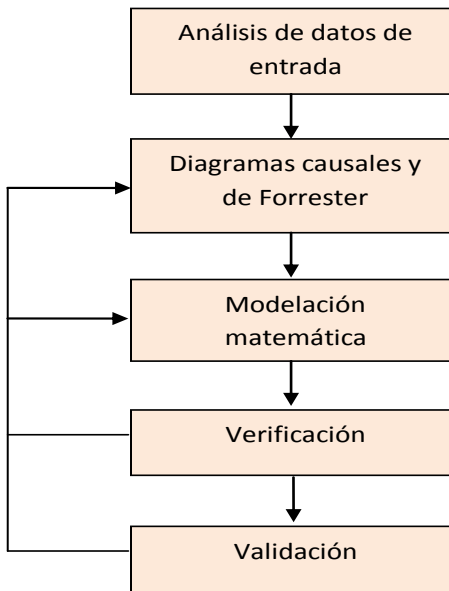 Análisis de datos de
entrada
Diagramas causales y
de Forrester
Modelación
matemática
Verificación
Validación